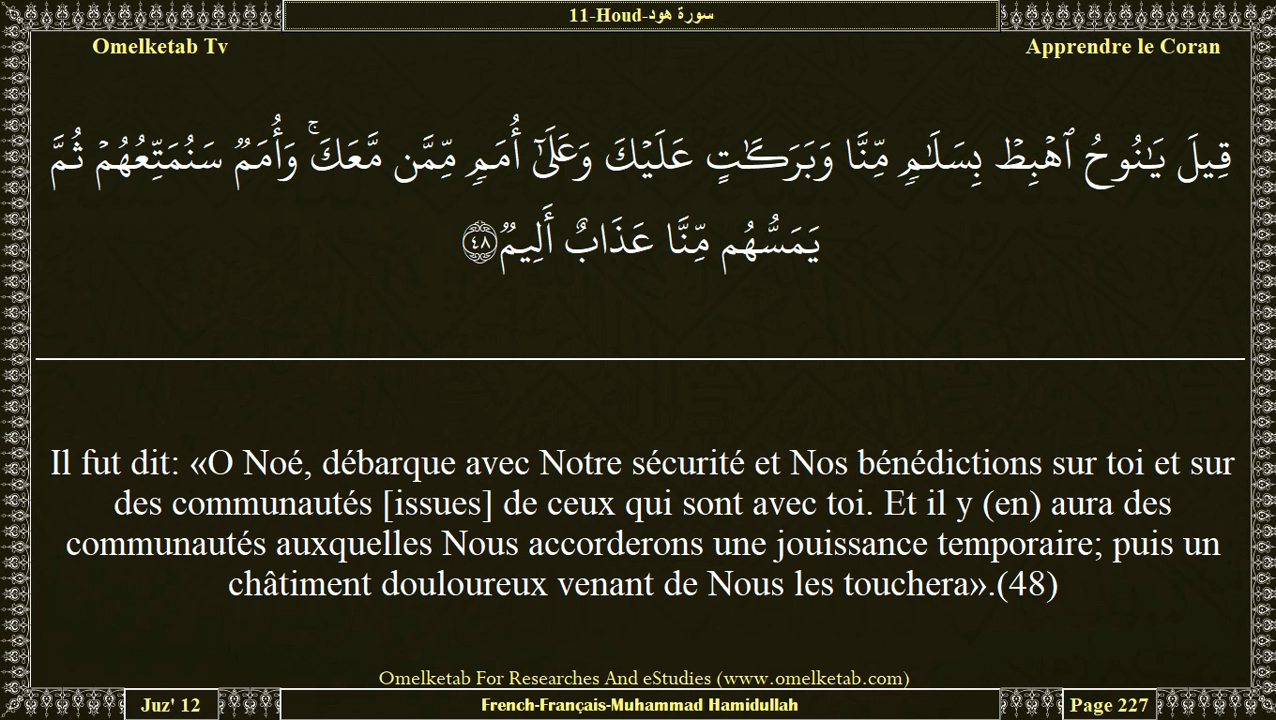 11-Houd-سورة هود
Omelketab Tv
Apprendre le Coran
قِيلَ يَـٰنُوحُ ٱهۡبِطۡ بِسَلَـٰمٍۢ مِّنَّا وَبَرَكَـٰتٍ عَلَيۡكَ وَعَلَىٰٓ أُمَمٍۢ مِّمَّن مَّعَكَۚ وَأُمَمٌۭ سَنُمَتِّعُهُمۡ ثُمَّ
يَمَسُّهُم مِّنَّا عَذَابٌ أَلِيمٌۭ ﴿٤٨﴾
Il fut dit: «O Noé, débarque avec Notre sécurité et Nos bénédictions sur toi et sur
des communautés [issues] de ceux qui sont avec toi. Et il y (en) aura des
communautés auxquelles Nous accorderons une jouissance temporaire; puis un
châtiment douloureux venant de Nous les touchera».(48)
Omelketab For Researches And eStudies (www.omelketab.com)
Juz' 12
French-Français-Muhammad Hamidullah
Page 227